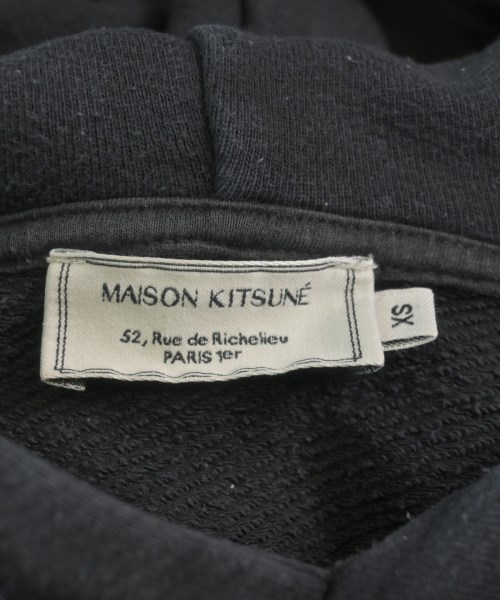 MAISON KITSUNÉ
52, Rue de Richelieu
PARIS 1er
XS